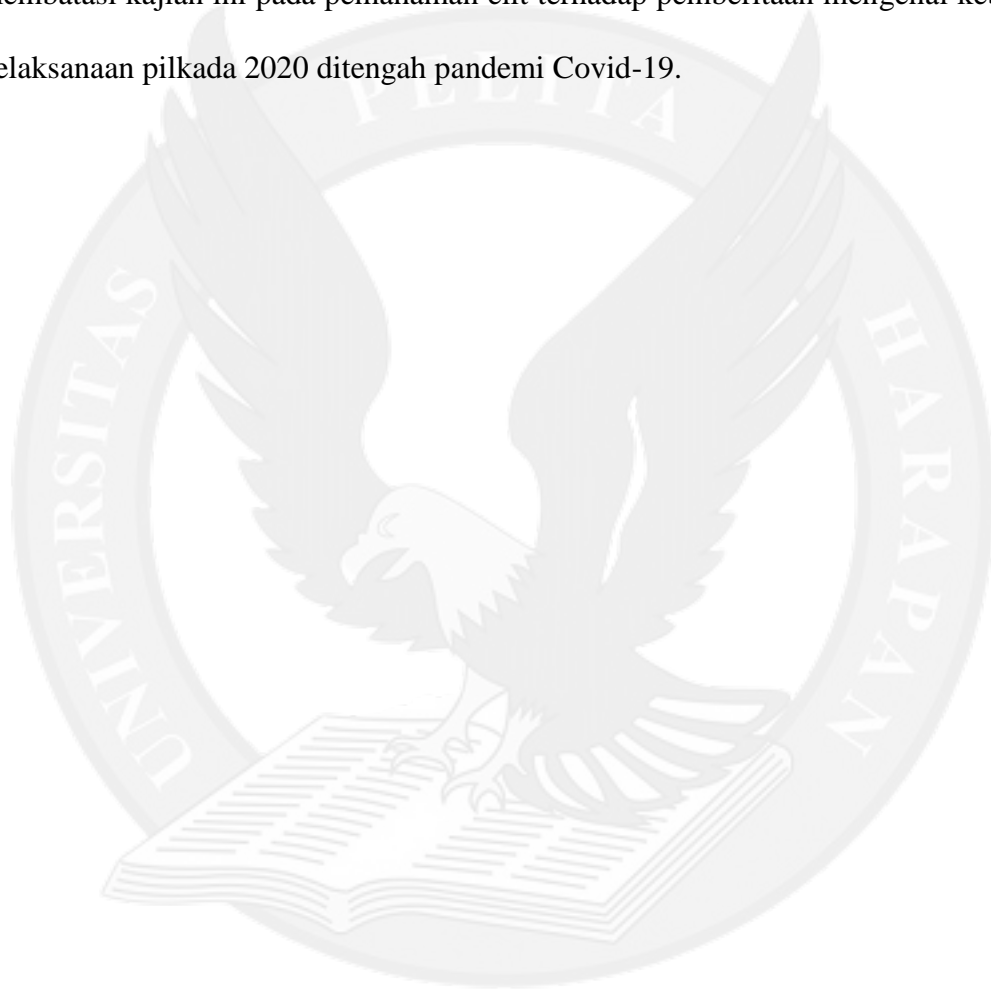 embatasi kajian ini pada pemahaman elit terhadap pemberitaan mengenai
elaksanaan pilkada 2020 ditengah pandemi Covid-19.
UNIVERSITAS PELITA HARAPAN